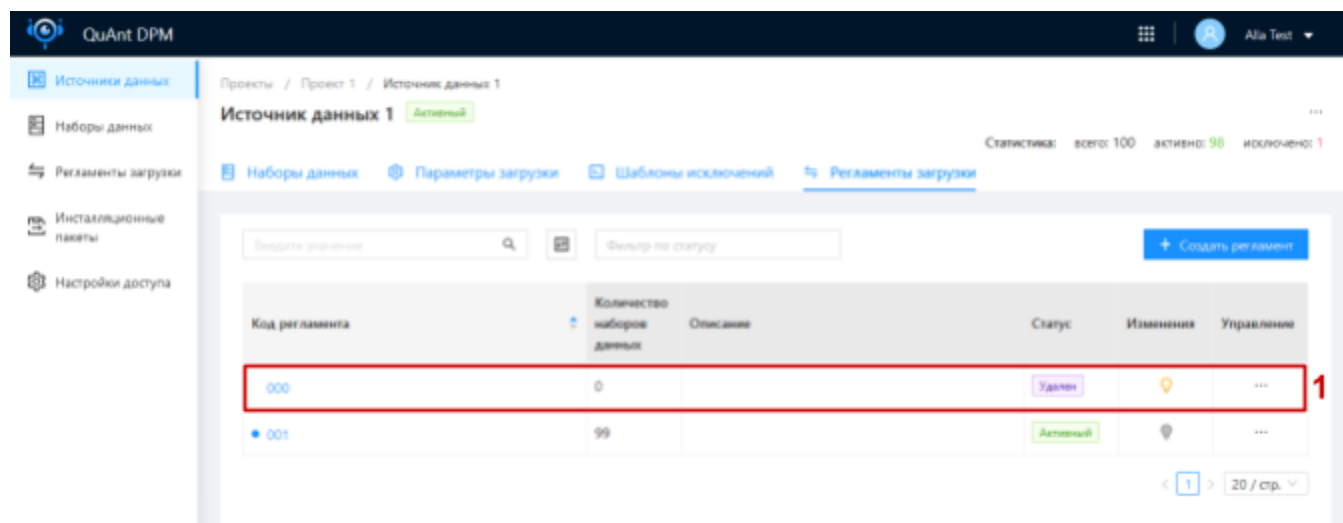 QuAnt DPM
Alla Test
Источники данных
Наборы данных
Регламенты загрузки
Инсталляционные
пакеты
Настройки доступа
Проекты / Проект 1 / Источник данных 1
Источник данных 1 Активный
...
Статистика: всего: 100 активно: 98 исключено: 1
Наборы данных Параметры загрузки Шаблоны исключений Регламенты загрузки
Введите значение Фильтр по статусу + Создать регламент
Код регламента
Количество
наборов
данных
Описание Статус Изменения Управление
000 0 Удален ... 1
001 99 Активный ...
< 1 > 20 / стр.